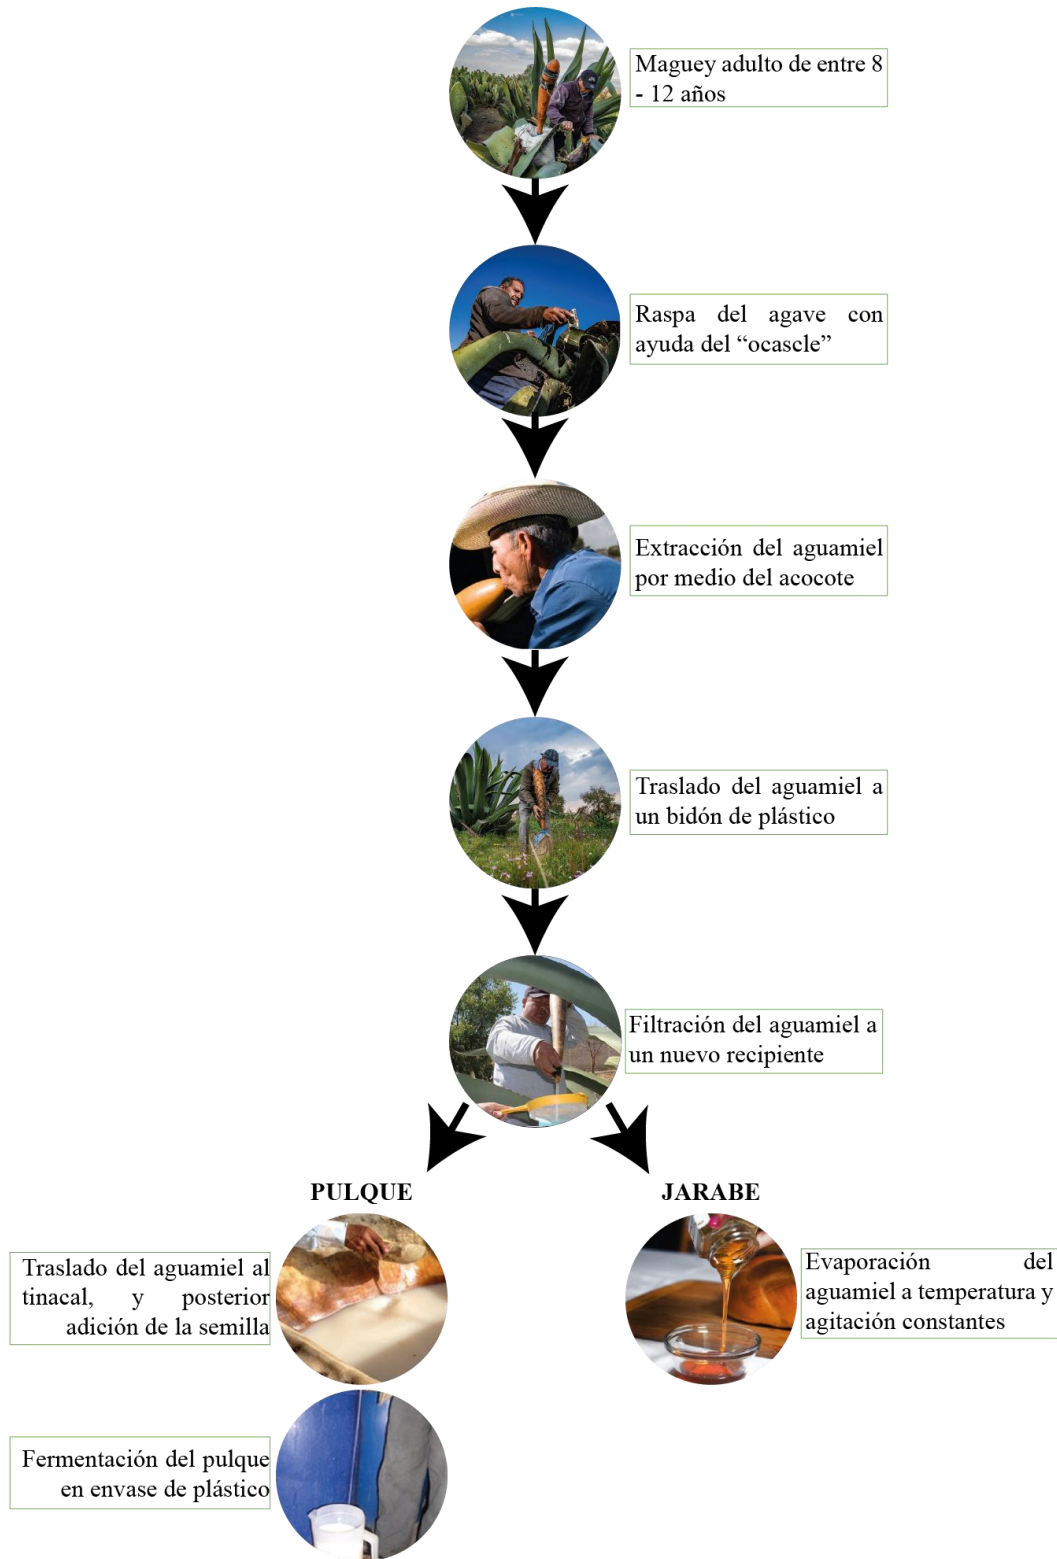 Maguey adulto de entre 8
- 12 años
Raspa del agave con
ayuda del “ocascle”
Extracción del aguamiel
por medio del acocote
Traslado del aguamiel a
un bidón de plástico
Filtración del aguamiel a
un nuevo recipiente
PULQUE
Traslado del aguamiel al
tinacal, y posterior
adición de la semilla
Fermentación del pulque
en envase de plástico
JARABE
Evaporación del
aguamiel a temperatura y
agitación constantes